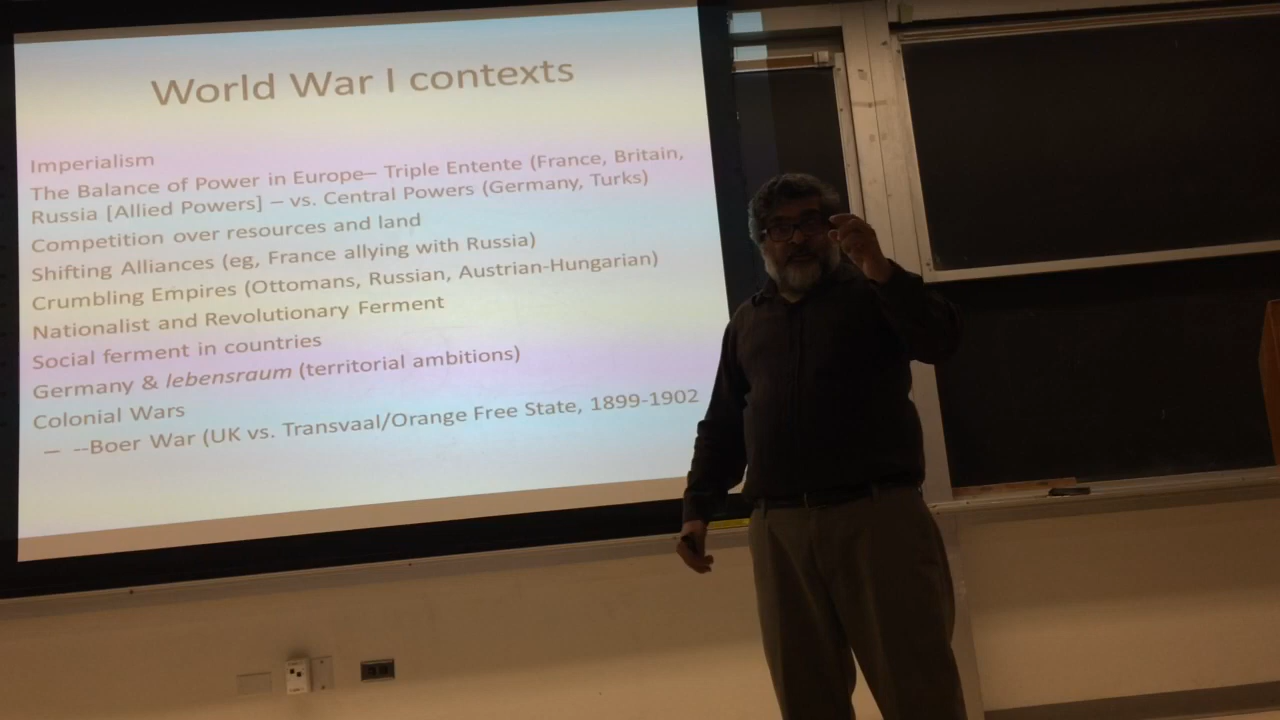 World War I contexts
Imperialism
The Balance of Power in Europe– Triple Entente (France, Britain,
Russia [Allied Powers] – vs. Central Powers (Germany, Turks)
Competition over resources and land
Shifting Alliances (eg, France allying with Russia)
Crumbling Empires (Ottomans, Russian, Austrian-Hungarian)
Nationalist and Revolutionary Ferment
Social ferment in countries
Germany & lebensraum (territorial ambitions)
Colonial Wars
– --Boer War (UK vs. Transvaal/Orange Free State, 1899-1902